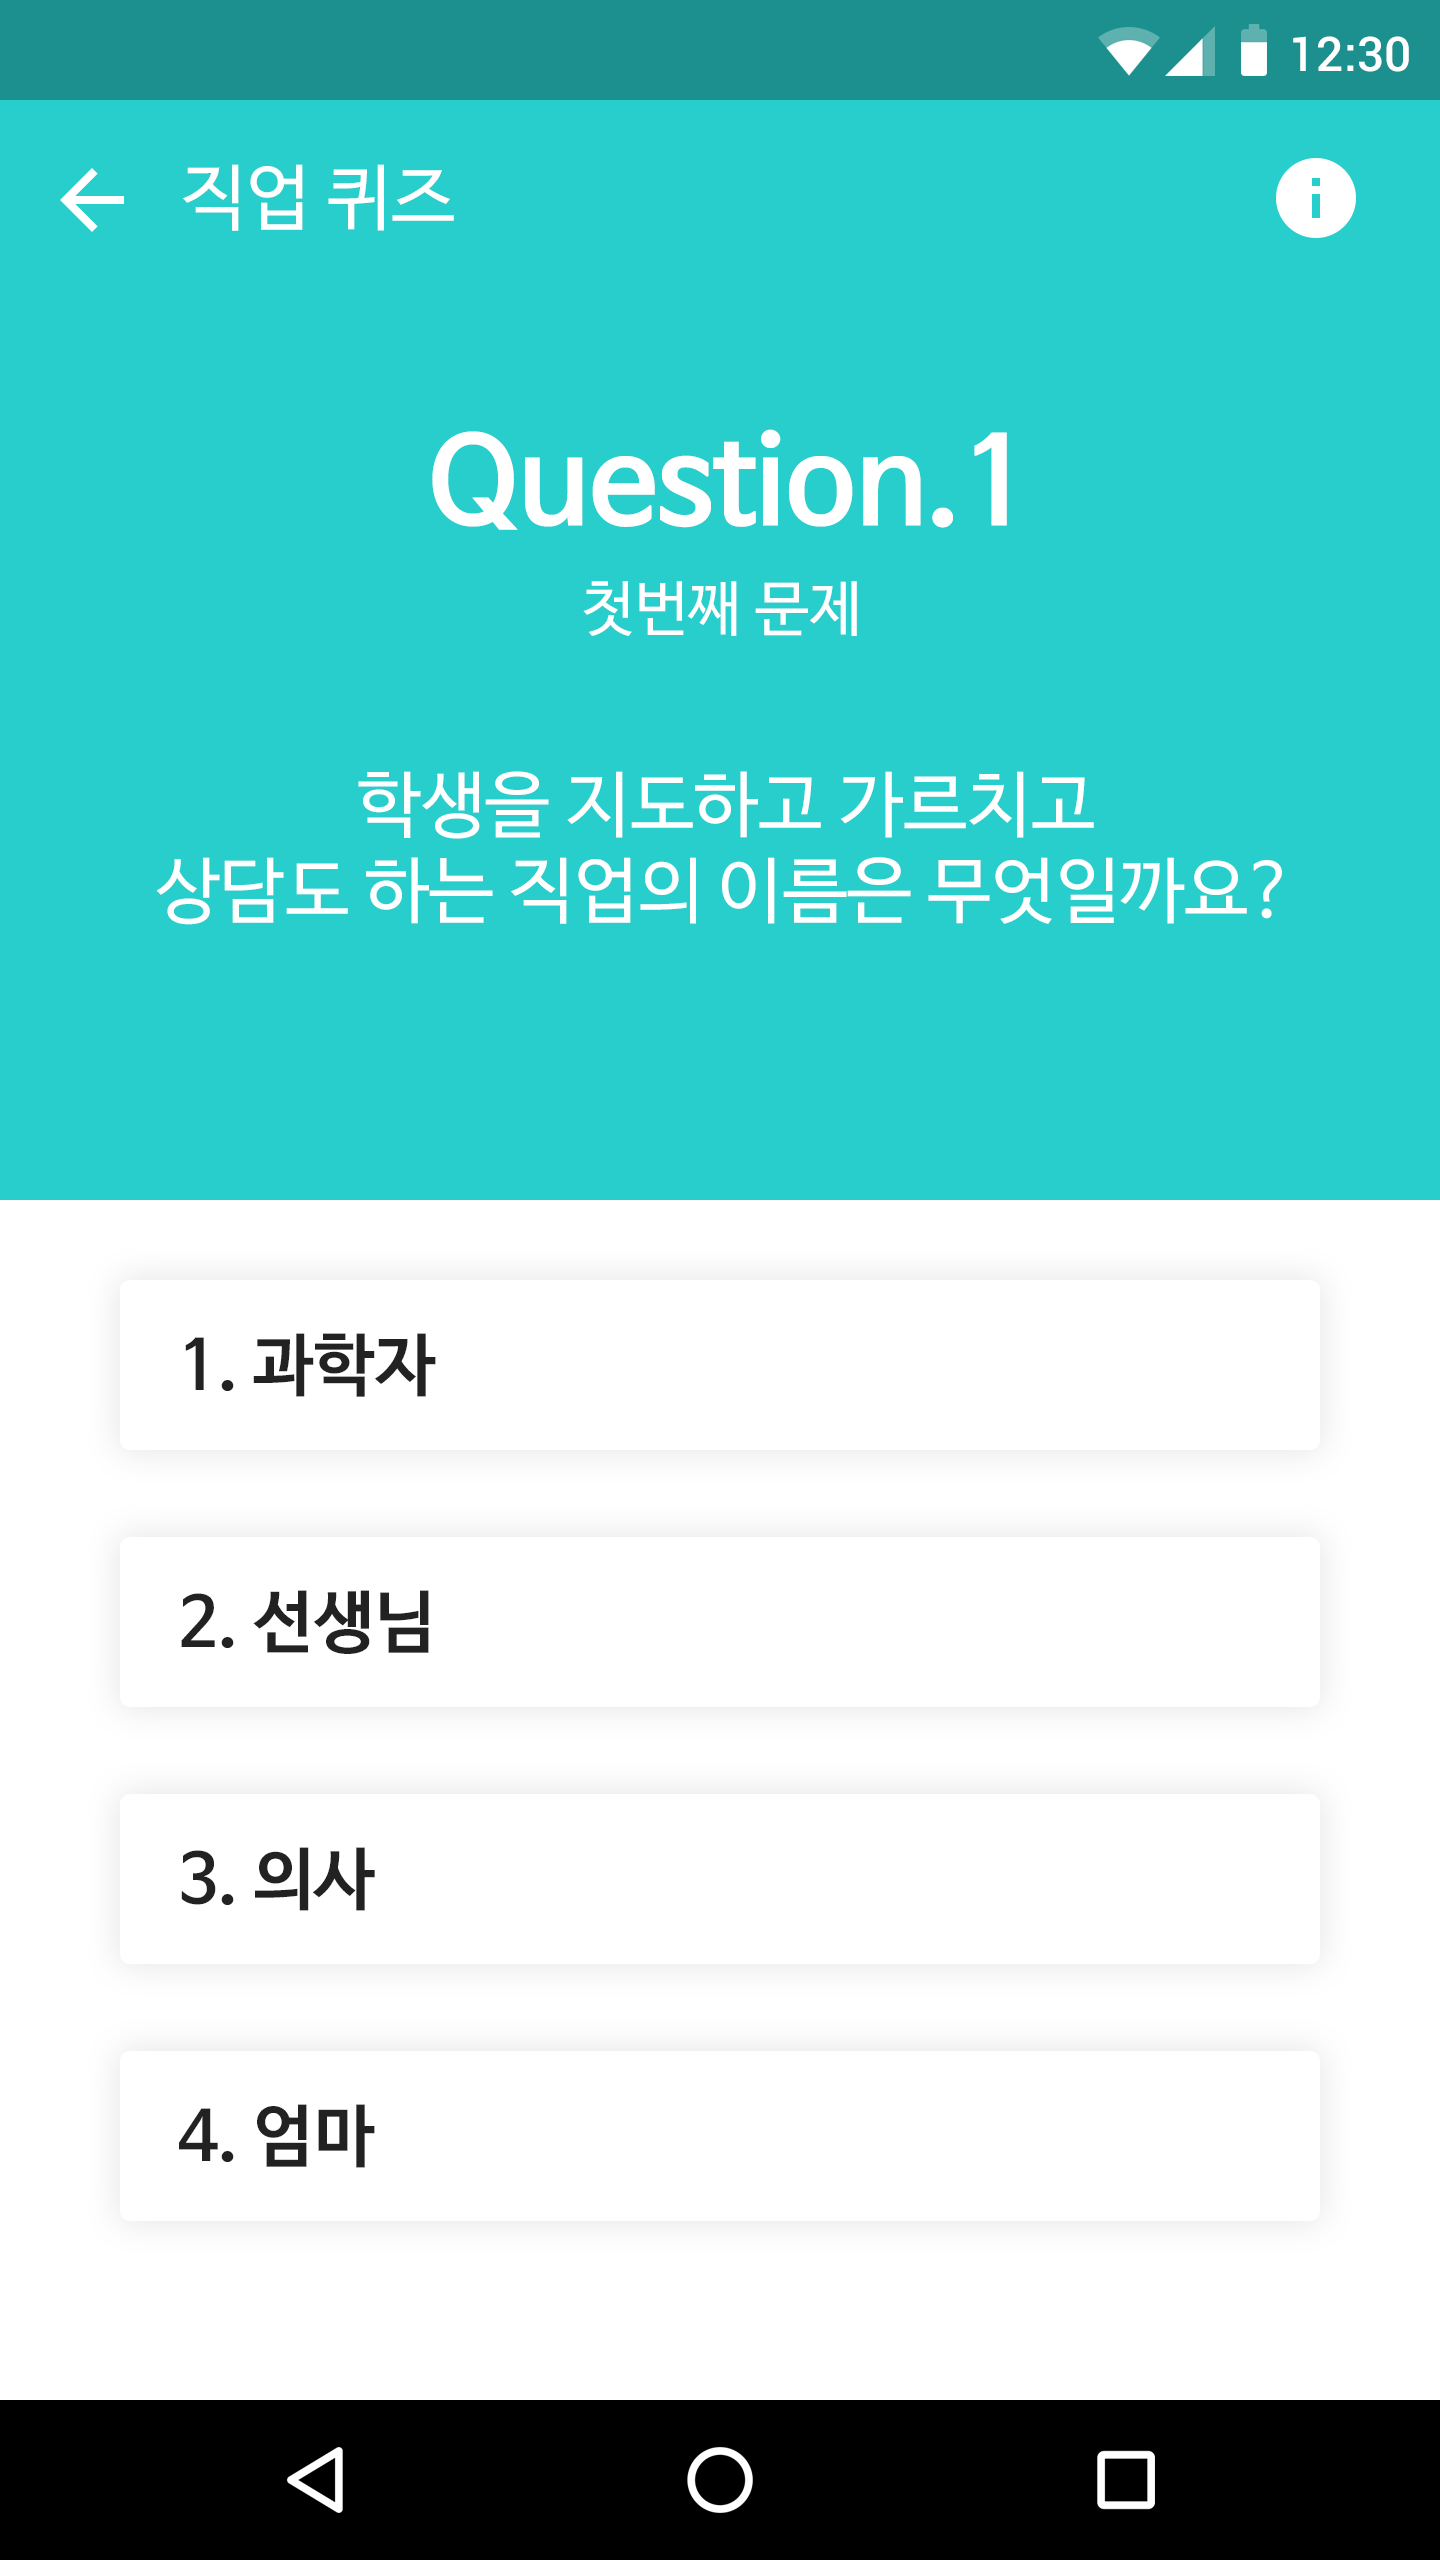 12:30
직업 퀴즈
Question.1
첫번째 문제
학생을 지도하고 가르치고
상담도 하는 직업의 이름은 무엇일까요?
1. 과학자
2. 선생님
3. 의사
4. 엄마